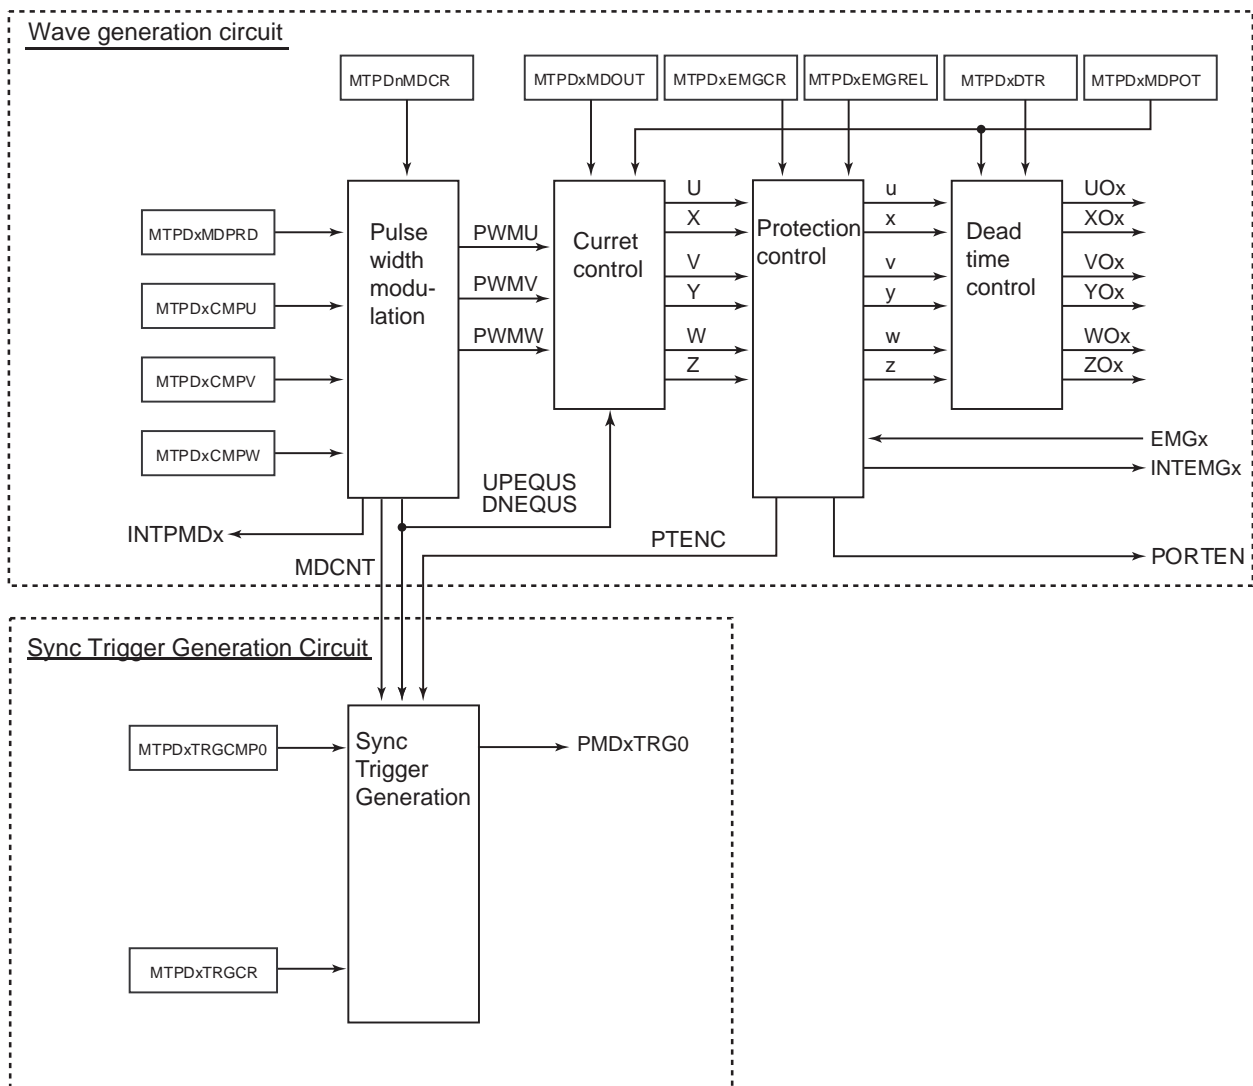 Wave generation circuit
MTPDnMDCR
MTPDxMDOUT
MTPDxEMGCR
MTPDxEMGREL
MTPDxDTR
MTPDxMDPOT
MTPDxMDPRD
MTPDxCMPU
MTPDxCMPV
MTPDxCMPW
Pulse
width
modu-
lation
PWMU
PWMV
PWMW
Curret
control
U
X
V
Y
W
Z
Protection
control
u
x
v
y
w
z
Dead
time
control
UOx
XOx
VOx
YOx
WOx
ZOx
EMGx
INTEMGx
UPEQUS
DNEQUS
INTPMDx
PTENC
PORTEN
MDCNT
Sync Trigger Generation Circuit
MTPDxTRGCMP0
Sync
Trigger
Generation
PMDxTRG0
MTPDxTRGCR